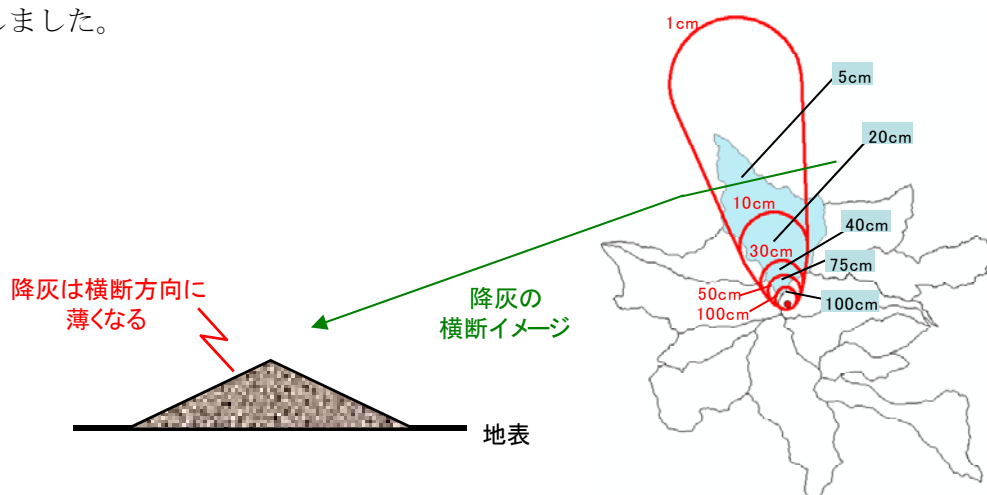 しました。
1cm
5cm
20cm
10cm
40cm
30cm
75cm
50cm
100cm
100cm
降灰は横断方向に
薄くなる
降灰の
横断イメージ
地表